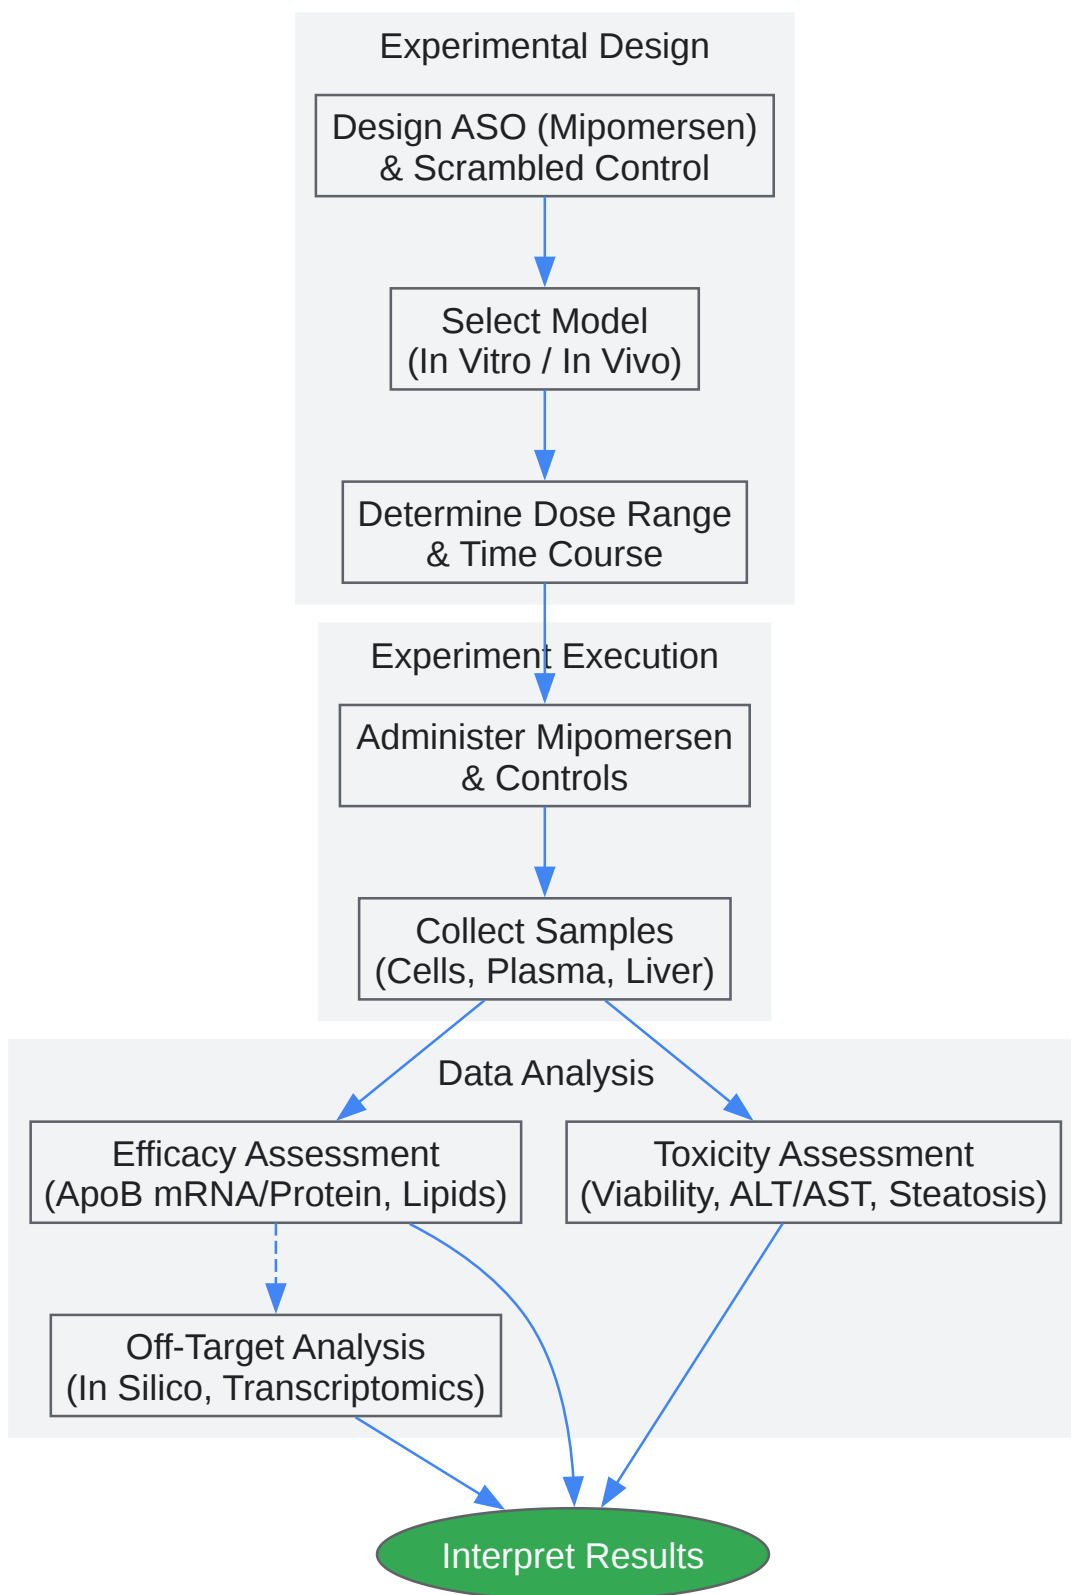 Experimental Design
Design ASO (Mipomersen)
& Scrambled Control
Select Model
(In Vitro / In Vivo)
Determine Dose Range
& Time Course
Experiment Execution
Administer Mipomersen
& Controls
Collect Samples
(Cells, Plasma, Liver)
Data Analysis
Efficacy Assessment
(ApoB mRNA/Protein, Lipids)
Toxicity Assessment
(Viability, ALT/AST, Steatosis)
Off-Target Analysis
(In Silico, Transcriptomics)
Interpret Results